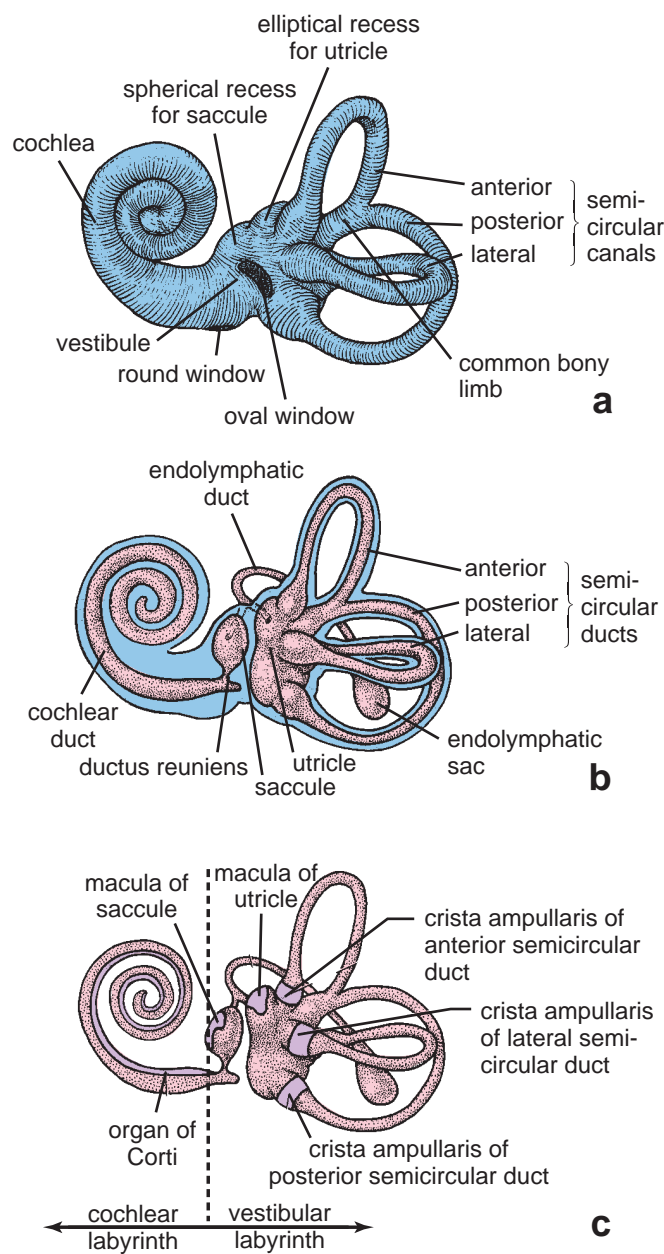 elliptical recess
for utricle
spherical recess
for saccule
cochlea
anterior
posterior
lateral
semi-
circular
canals
vestibule
round window
oval window
common bony
limb
a
endolymphatic
duct
anterior
posterior
lateral
semi-
circular
ducts
cochlear
duct
ductus reuniens
saccule
utricle
endolymphatic
sac
b
macula of
saccule
macula of
utricle
crista ampullaris of
anterior semicircular
duct
crista ampullaris
of lateral semi-
circular duct
organ of
Corti
crista ampullaris of
posterior semicircular duct
cochlear
labyrinth
vestibular
labyrinth
c